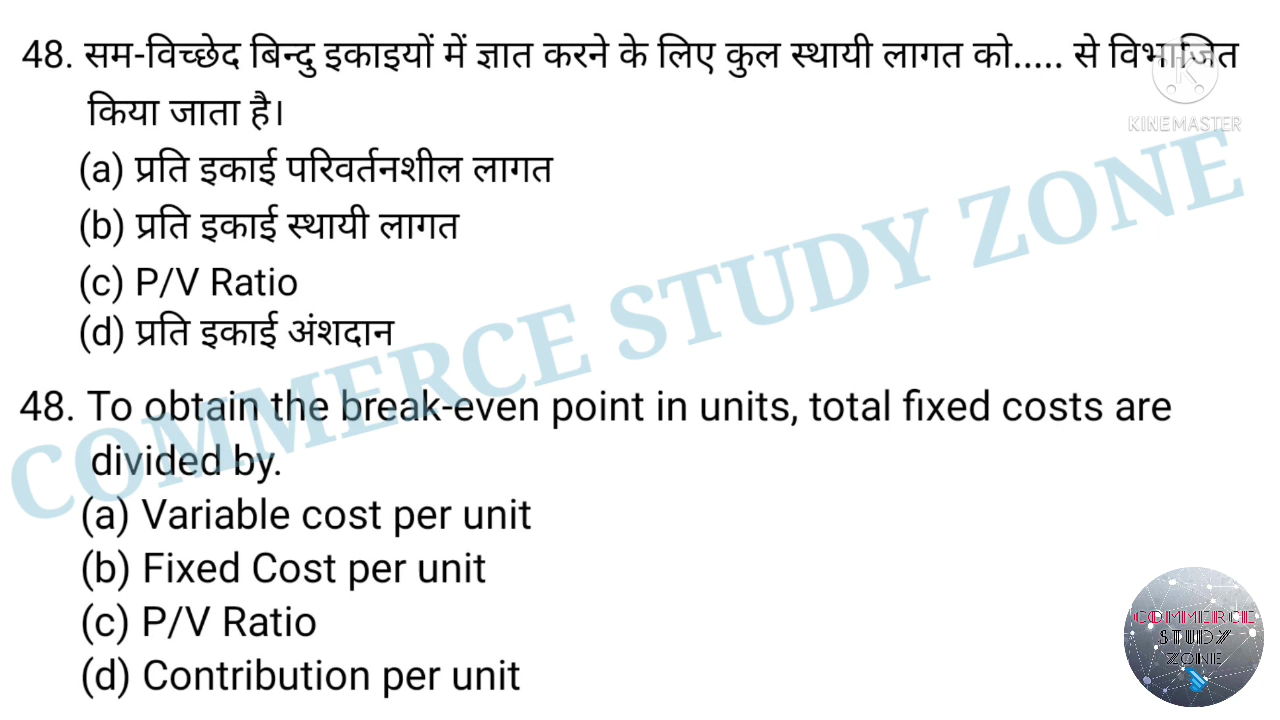 48. सम-विच्छेद बिन्दु इकाइयों में ज्ञात करने के लिए कुल स्थायी लागत को..... से विभाजित
किया जाता है।
(a) प्रति इकाई परिवर्तनशील लागत
(b) प्रति इकाई स्थायी लागत
(c) P/V Ratio
(d) प्रति इकाई अंशदान
48. To obtain the break-even point in units, total fixed costs are
divided by.
(a) Variable cost per unit
(b) Fixed Cost per unit
(c) P/V Ratio
(d) Contribution per unit
COMMERCE STUDY ZONE
K
KINEMASTER
COMMERCE
STUDY
ZONE